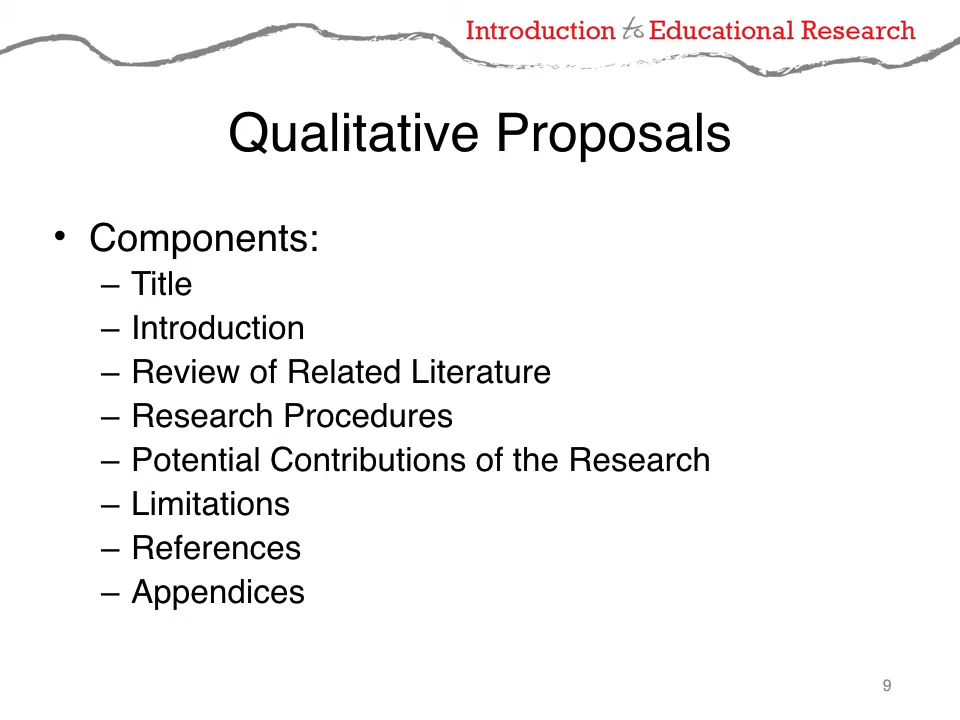 Introduction to Educational Research
Qualitative Proposals
• Components:
– Title
– Introduction
– Review of Related Literature
– Research Procedures
– Potential Contributions of the Research
– Limitations
– References
– Appendices
9